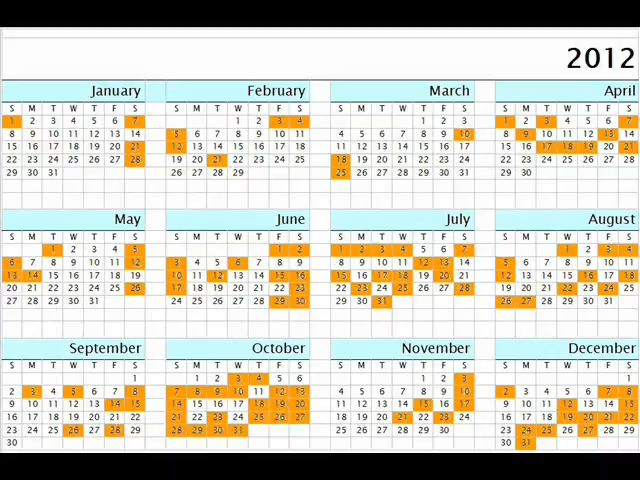 2012
January February March April
S M T W T F S S M T W T F S S M T W T F S S M T W T F S
1 2 3 4 5 6 7 1 2 3 4 1 2 3 1 2 3 4 5 6 7
8 9 10 11 12 13 14 5 6 7 8 9 10 11 4 5 6 7 8 9 10 8 9 10 11 12 13 14
15 16 17 18 19 20 21 12 13 14 15 16 17 18 11 12 13 14 15 16 17 15 16 17 18 19 20 21
22 23 24 25 26 27 28 19 20 21 22 23 24 25 18 19 20 21 22 23 24 22 23 24 25 26 27 28
29 30 31 26 27 28 29 25 26 27 28 29 30 31 29 30
May June July August
S M T W T F S S M T W T F S S M T W T F S S M T W T F S
1 2 3 4 5 1 2 1 2 3 4 5 6 7 1 2 3 4
6 7 8 9 10 11 12 3 4 5 6 7 8 9 8 9 10 11 12 13 14 5 6 7 8 9 10 11
13 14 15 16 17 18 19 10 11 12 13 14 15 16 15 16 17 18 19 20 21 12 13 14 15 16 17 18
20 21 22 23 24 25 26 17 18 19 20 21 22 23 22 23 24 25 26 27 28 19 20 21 22 23 24 25
27 28 29 30 31 24 25 26 27 28 29 30 29 30 31 26 27 28 29 30 31
September October November December
S M T W T F S S M T W T F S S M T W T F S S M T W T F S
1 1 2 3 4 5 6 1 2 3 1
2 3 4 5 6 7 8 7 8 9 10 11 12 13 4 5 6 7 8 9 10 2 3 4 5 6 7 8
9 10 11 12 13 14 15 14 15 16 17 18 19 20 11 12 13 14 15 16 17 9 10 11 12 13 14 15
16 17 18 19 20 21 22 21 22 23 24 25 26 27 18 19 20 21 22 23 24 16 17 18 19 20 21 22
23 24 25 26 27 28 29 28 29 30 31 25 26 27 28 29 30 23 24 25 26 27 28 29
30 30 31